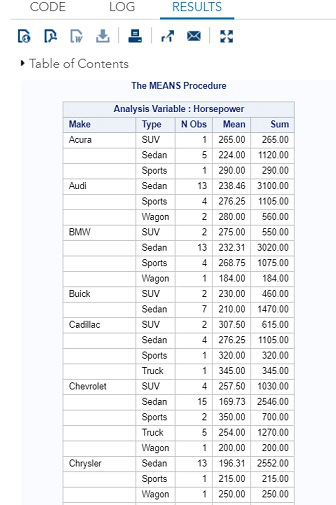 CODE LOG RESULTS
Table of Contents
The MEANS Procedure
Analysis Variable : Horsepower
Make Type N Obs Mean Sum
Acura SUV 1 265.00 265.00
Sedan 5 224.00 1120.00
Sports 1 290.00 290.00
Audi Sedan 13 238.46 3100.00
Sports 4 276.25 1105.00
Wagon 2 280.00 560.00
BMW SUV 2 275.00 550.00
Sedan 13 232.31 3020.00
Sports 4 268.75 1075.00
Wagon 1 184.00 184.00
Buick SUV 2 230.00 460.00
Sedan 7 210.00 1470.00
Cadillac SUV 2 307.50 615.00
Sedan 4 276.25 1105.00
Sports 1 320.00 320.00
Truck 1 345.00 345.00
Chevrolet SUV 4 257.50 1030.00
Sedan 15 169.73 2546.00
Sports 2 350.00 700.00
Truck 5 254.00 1270.00
Wagon 1 200.00 200.00
Chrysler Sedan 13 196.31 2552.00
Sports 1 215.00 215.00
Wagon 1 250.00 250.00